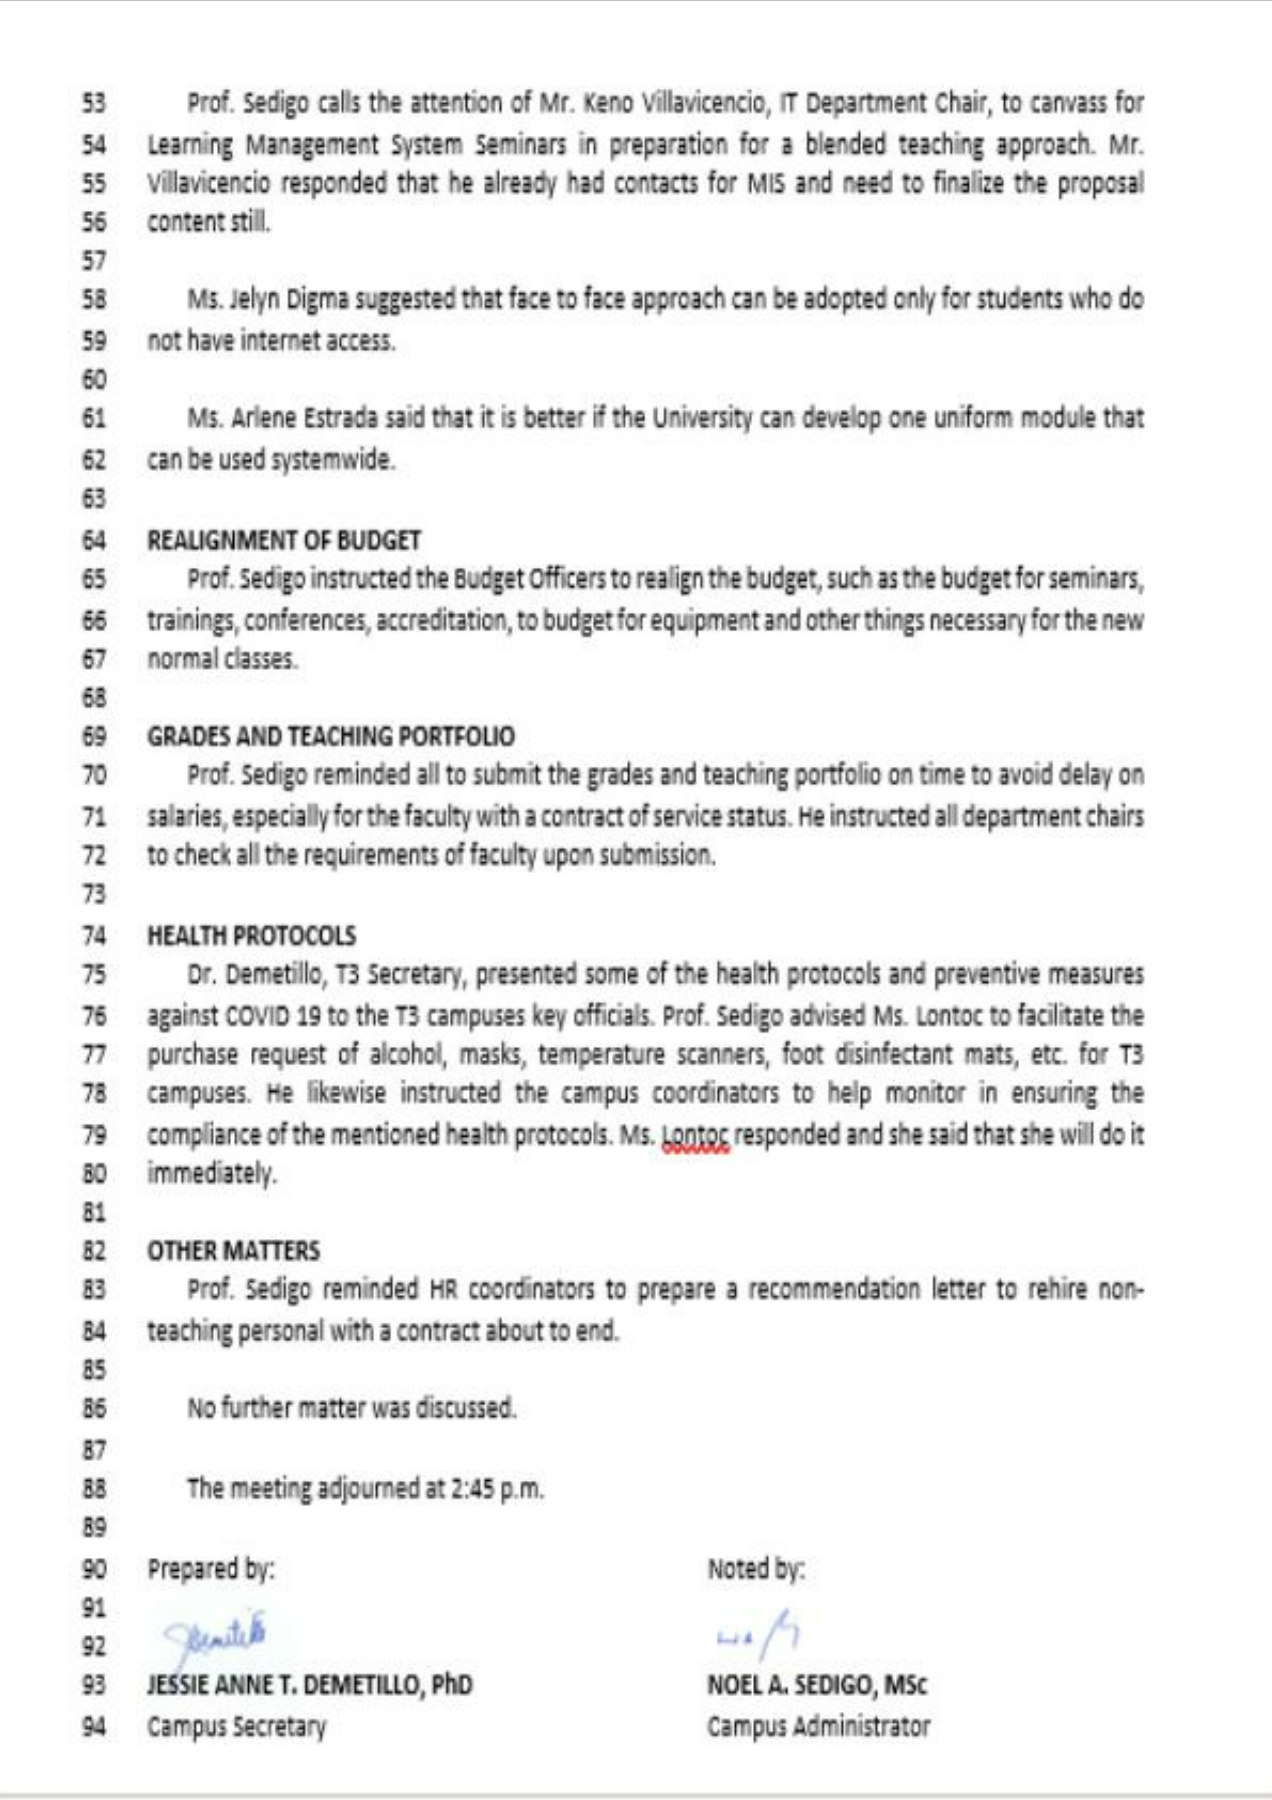 53 Prof. Sedigo calls the attention of Mr. Keno Villavicencio, IT Department Chair, to canvass for
54 Learning Management System Seminars in preparation for a blended teaching approach. Mr.
55 Villavicencio responded that he already had contacts for MIS and need to finalize the proposal
56 content still.
57
58 Ms. Jelyn Digma suggested that face to face approach can be adopted only for students who do
59 not have internet access.
60
61 Ms. Arlene Estrada said that it is better if the University can develop one uniform module that
62 can be used systemwide.
63
64 REALIGNMENT OF BUDGET
65 Prof. Sedigo instructed the Budget Officers to realign the budget, such as the budget for seminars,
66 trainings, conferences, accreditation, to budget for equipment and other things necessary for the new
67 normal classes.
68
69 GRADES AND TEACHING PORTFOLIO
70 Prof. Sedigo reminded all to submit the grades and teaching portfolio on time to avoid delay on
71 salaries, especially for the faculty with a contract of service status. He instructed all department chairs
72 to check all the requirements of faculty upon submission.
73
74 HEALTH PROTOCOLS
75 Dr. Demetillo, T3 Secretary, presented some of the health protocols and preventive measures
76 against COVID 19 to the T3 campuses key officials. Prof. Sedigo advised Ms. Lontoc to facilitate the
77 purchase request of alcohol, masks, temperature scanners, foot disinfectant mats, etc. for T3
78 campuses. He likewise instructed the campus coordinators to help monitor in ensuring the
79 compliance of the mentioned health protocols. Ms. Lontoc responded and she said that she will do it
80 immediately.
81
82 OTHER MATTERS
83 Prof. Sedigo reminded HR coordinators to prepare a recommendation letter to rehire non-
84 teaching personal with a contract about to end.
85
86 No further matter was discussed.
87
88 The meeting adjourned at 2:45 p.m.
89
90 Prepared by: Noted by:
91
92
93 JESSIE ANNE T. DEMETILLO, PhD NOEL A. SEDIGO, MSc
94 Campus Secretary Campus Administrator